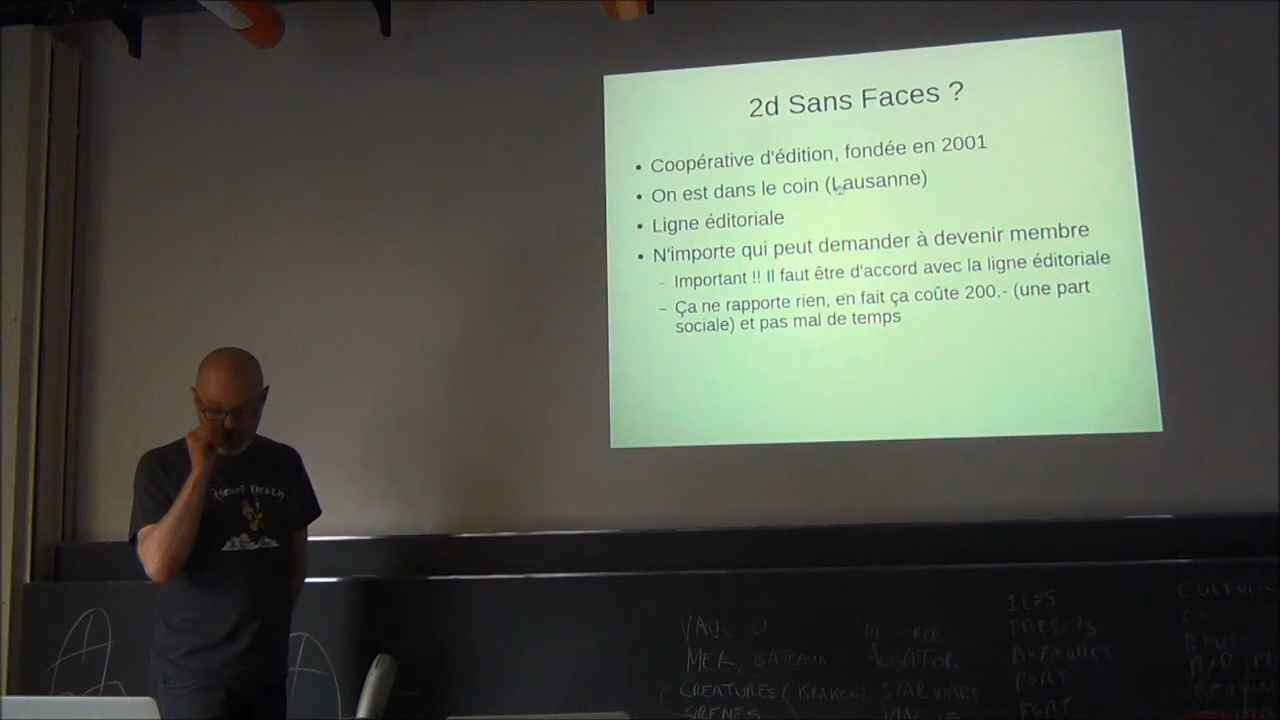 2d Sans Faces ?
• Coopérative d'édition, fondée en 2001
• On est dans le coin (Lausanne)
• Ligne éditoriale
• N'importe qui peut demander à devenir membre
– Important !! Il faut être d'accord avec la ligne éditoriale
– Ça ne rapporte rien, en fait ça coûte 200.- (une part
sociale) et pas mal de temps
ILES
TRESORS
MER, BATEAUX
ALBATOR
PORT
CREATURES (KRAKEN)
STAR WARS
SIRENES
FORT